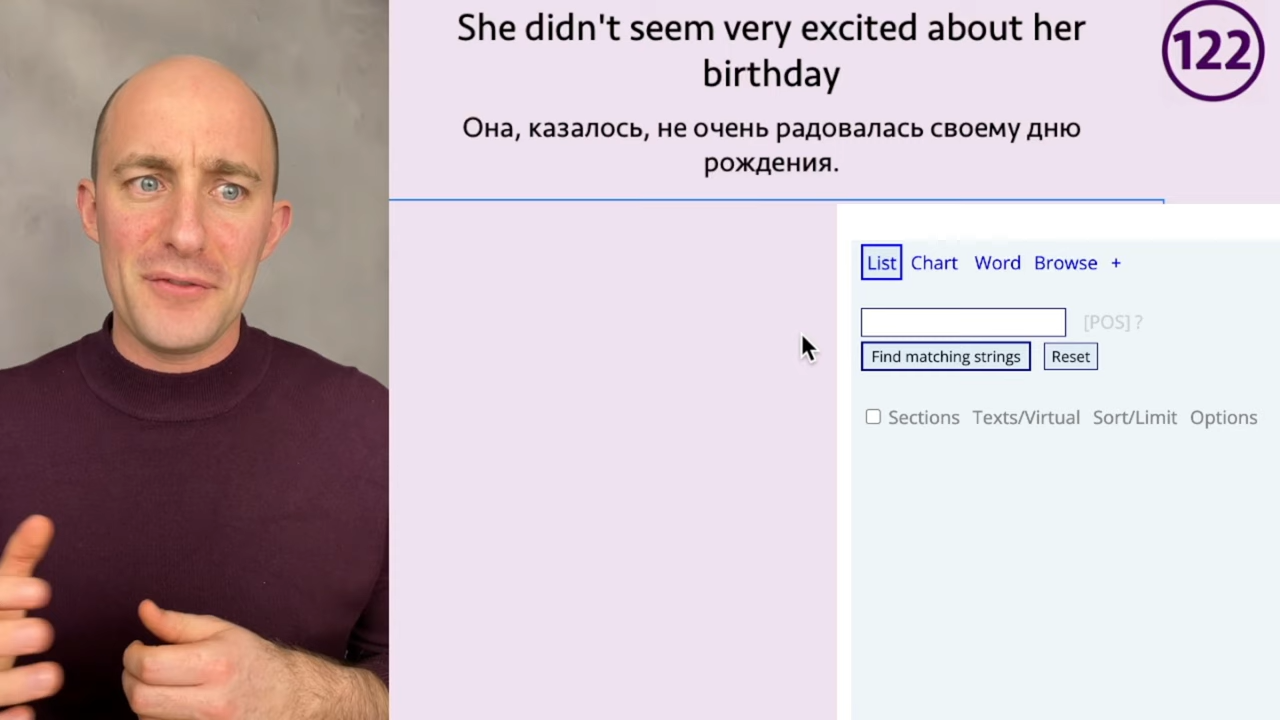 She didn't seem very excited about her
birthday
122
Она, казалось, не очень радовалась своему дню
рождения.
List Chart Word Browse +
[POS] ?
Find matching strings Reset
Sections Texts/Virtual Sort/Limit Options